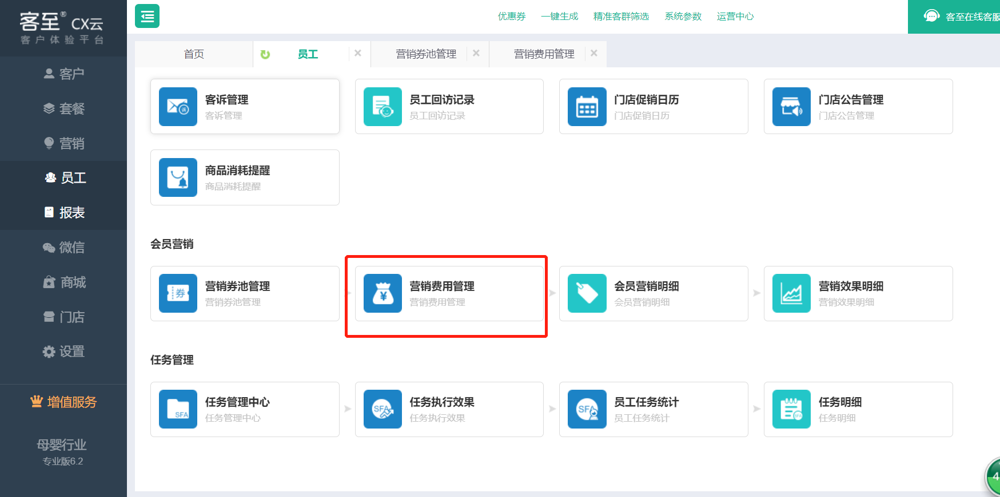 客至® CX云
客户体验平台
优惠券 一键生成 精准客群筛选 系统参数 运营中心
客至在线客服
首页 员工 × 营销券池管理 × 营销费用管理 ×
客户
套餐
营销
员工
报表
微信
商城
门店
设置
增值服务
母婴行业
专业版6.2
客诉管理
客诉管理
诉
员工回访记录
员工回访记录
门店促销日历
门店促销日历
门店公告管理
门店公告管理
商品消耗提醒
商品消耗提醒
会员营销
券
营销券池管理
营销券池管理
¥
营销费用管理
营销费用管理
会员营销明细
会员营销明细
营销效果明细
营销效果明细
任务管理
SFA
任务管理中心
任务管理中心
SFA
任务执行效果
任务执行效果
SFA
员工任务统计
员工任务统计
任务明细
任务明细
4